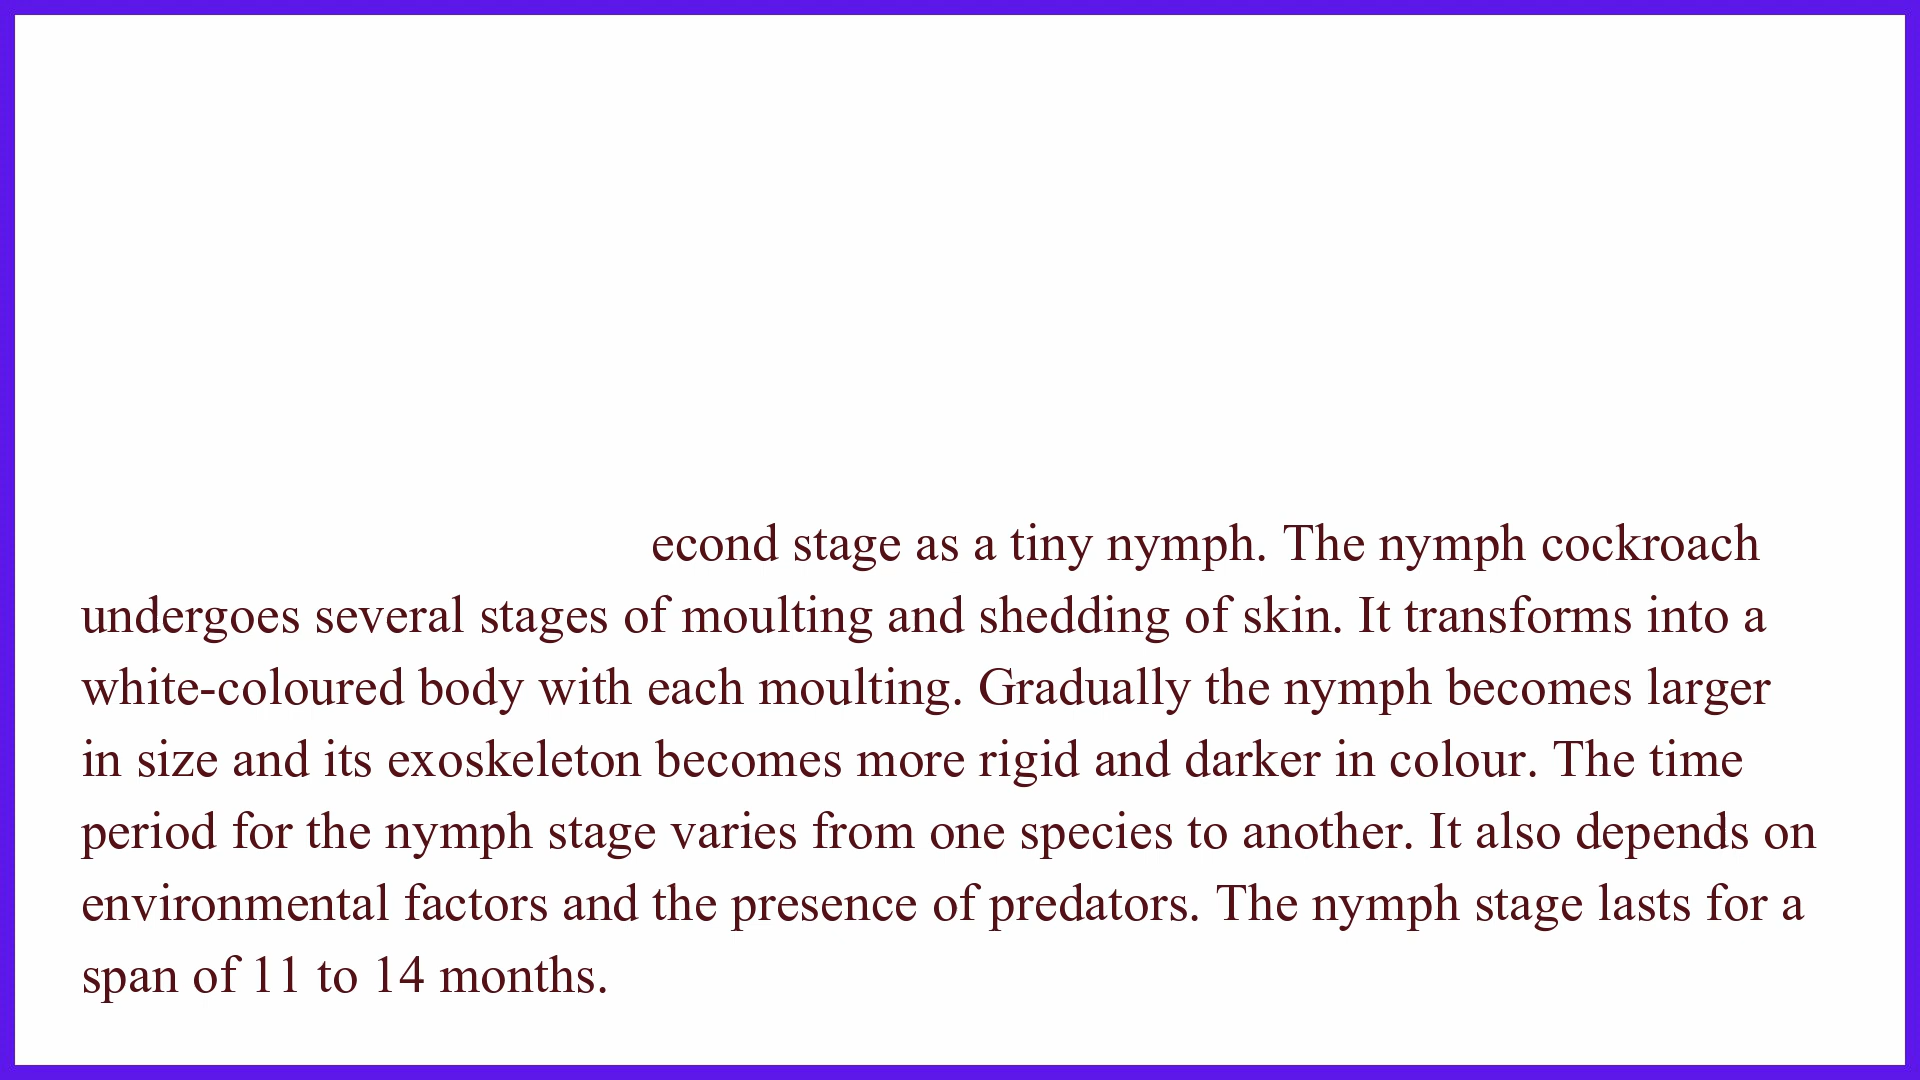 econd stage as a tiny nymph. The nymph cockroach
undergoes several stages of moulting and shedding of skin. It transforms into a
white-coloured body with each moulting. Gradually the nymph becomes larger
in size and its exoskeleton becomes more rigid and darker in colour. The time
period for the nymph stage varies from one species to another. It also depends on
environmental factors and the presence of predators. The nymph stage lasts for a
span of 11 to 14 months.